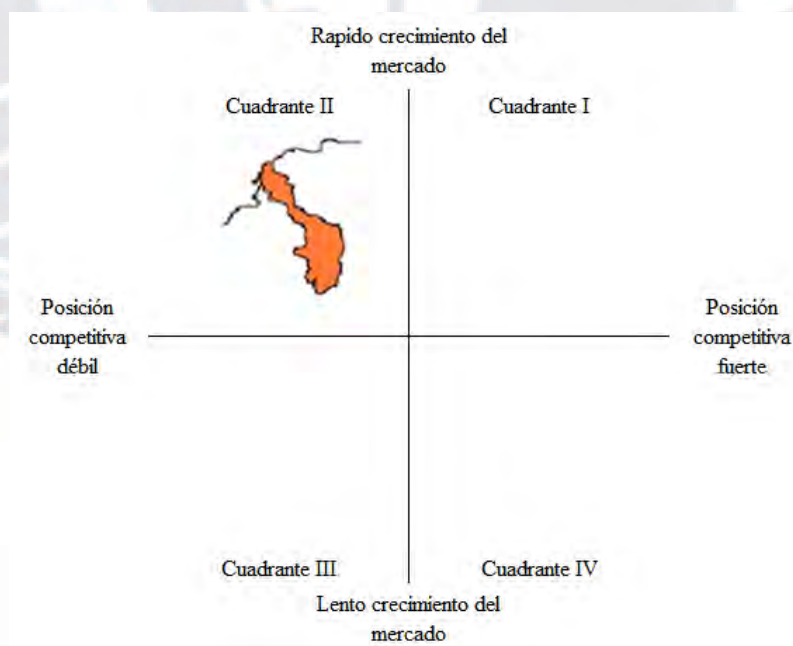 Rapido crecimiento del
mercado
Cuadrante II
Cuadrante I
Posición
competitiva
débil
Posición
competitiva
fuerte
Cuadrante III
Cuadrante IV
Lento crecimiento del
mercado